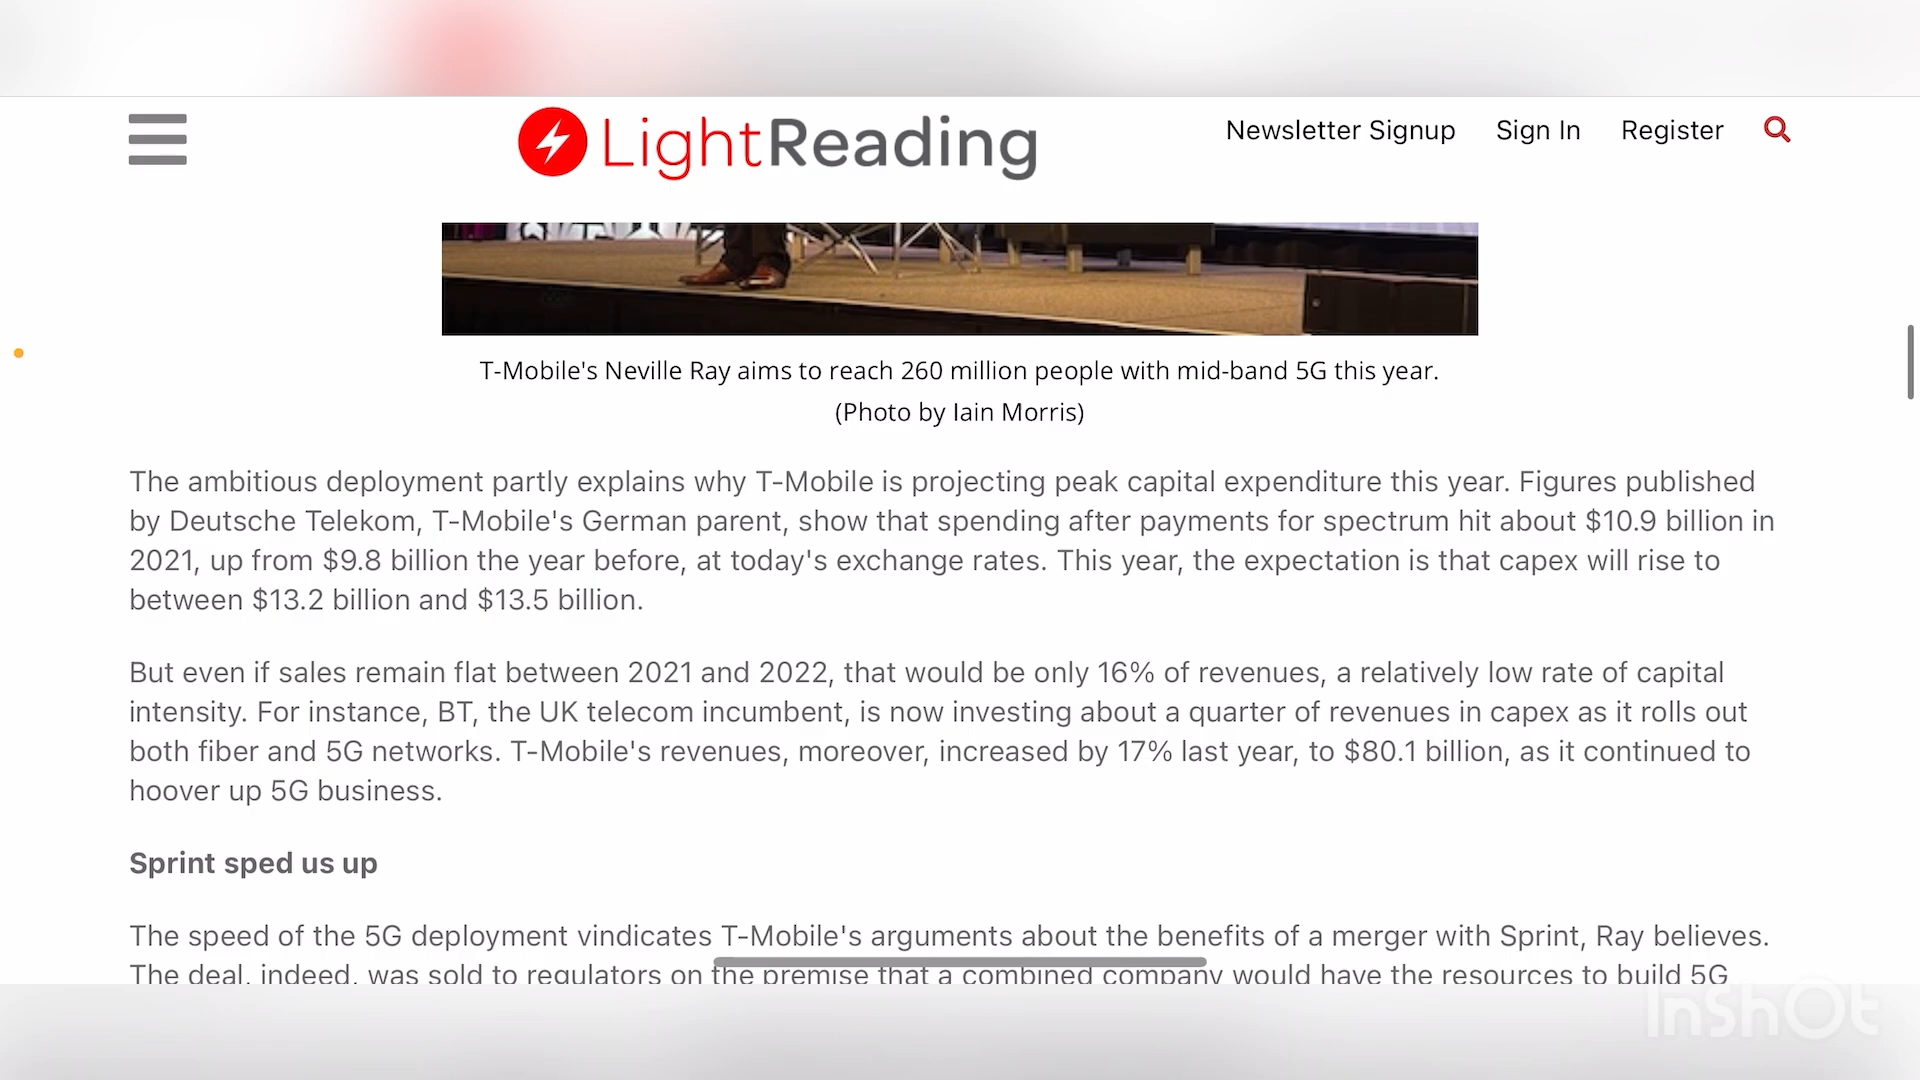 LightReading
Newsletter Signup Sign In Register
T-Mobile's Neville Ray aims to reach 260 million people with mid-band 5G this year.
(Photo by Iain Morris)
The ambitious deployment partly explains why T-Mobile is projecting peak capital expenditure this year. Figures published
by Deutsche Telekom, T-Mobile's German parent, show that spending after payments for spectrum hit about $10.9 billion in
2021, up from $9.8 billion the year before, at today's exchange rates. This year, the expectation is that capex will rise to
between $13.2 billion and $13.5 billion.
But even if sales remain flat between 2021 and 2022, that would be only 16% of revenues, a relatively low rate of capital
intensity. For instance, BT, the UK telecom incumbent, is now investing about a quarter of revenues in capex as it rolls out
both fiber and 5G networks. T-Mobile's revenues, moreover, increased by 17% last year, to $80.1 billion, as it continued to
hoover up 5G business.
Sprint sped us up
The speed of the 5G deployment vindicates T-Mobile's arguments about the benefits of a merger with Sprint, Ray believes.
The deal, indeed, was sold to regulators on the premise that a combined company would have the resources to build 5G
InShOt